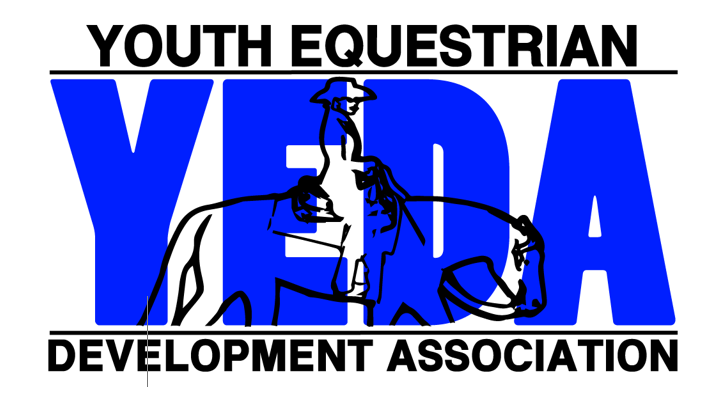 YOUTH EQUESTRIAN
YEDA
DEVELOPMENT ASSOCIATION